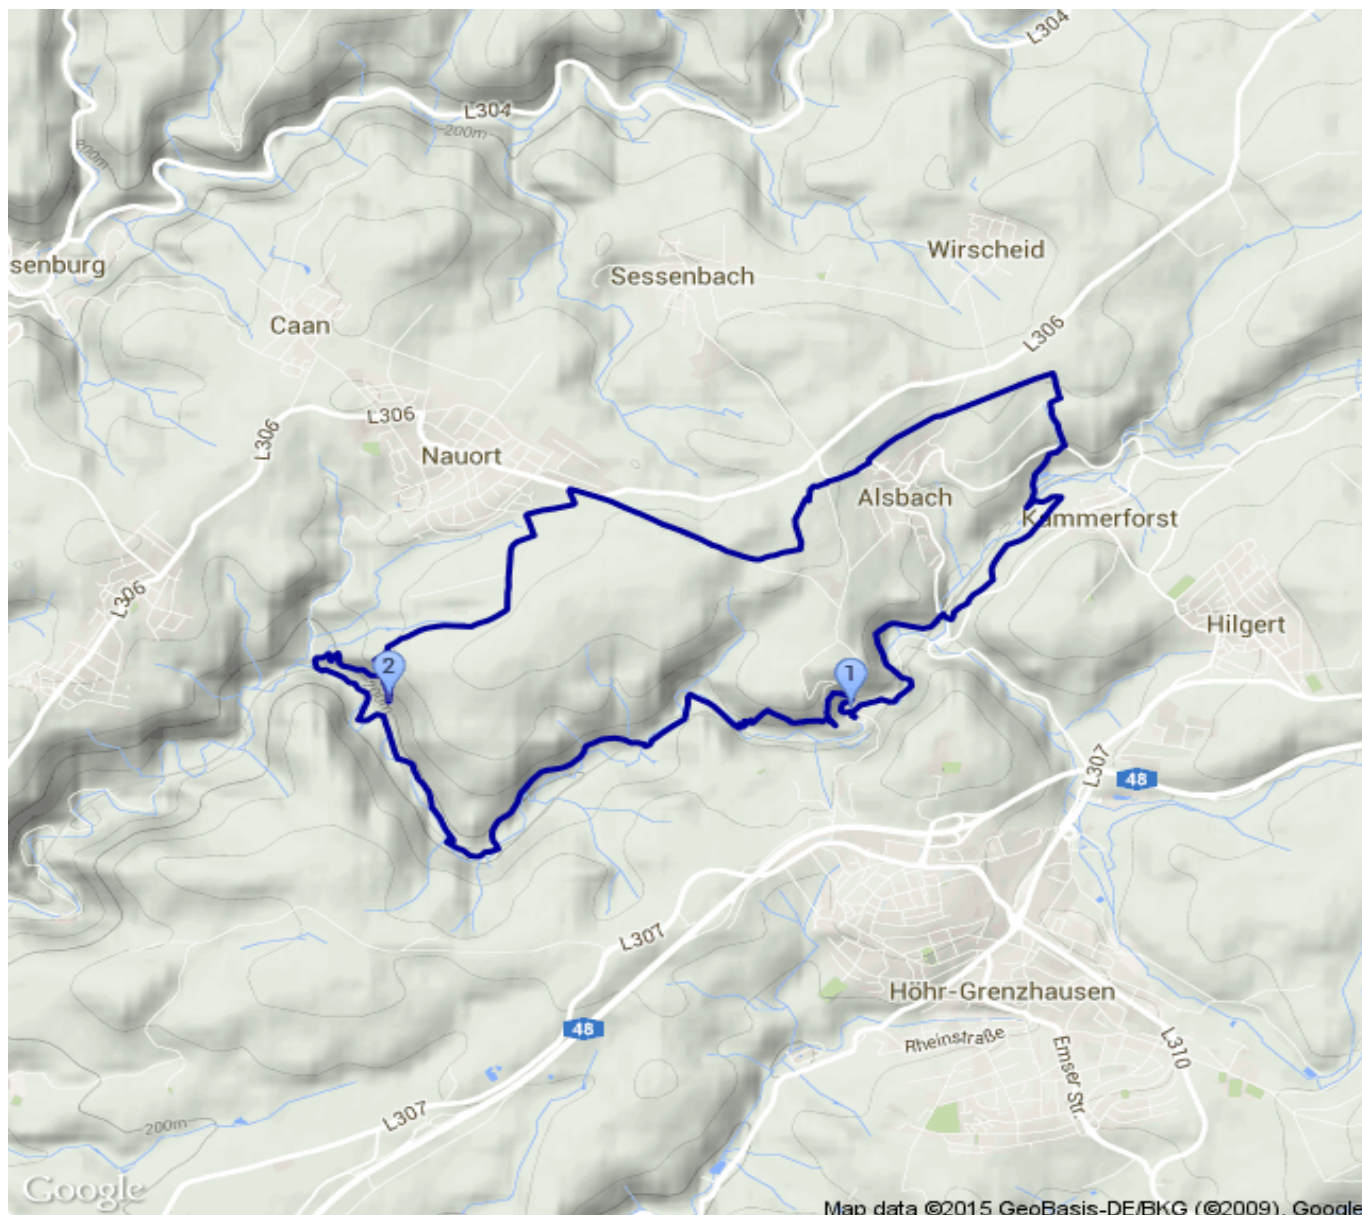 L304
L304
200m
200m
Wirscheid
senburg
Sessenbach
Caan
L306
L306
L306
Nauort
Alsbach
Kammerforst
L306
Hilgert
2
1
L307
48
L307
Höhr-Grenzhausen
48
Rheinstraße
Emser Str.
L310
L307
200m
Google
Map data ©2015 GeoBasis-DE/BKG (©2009), Google